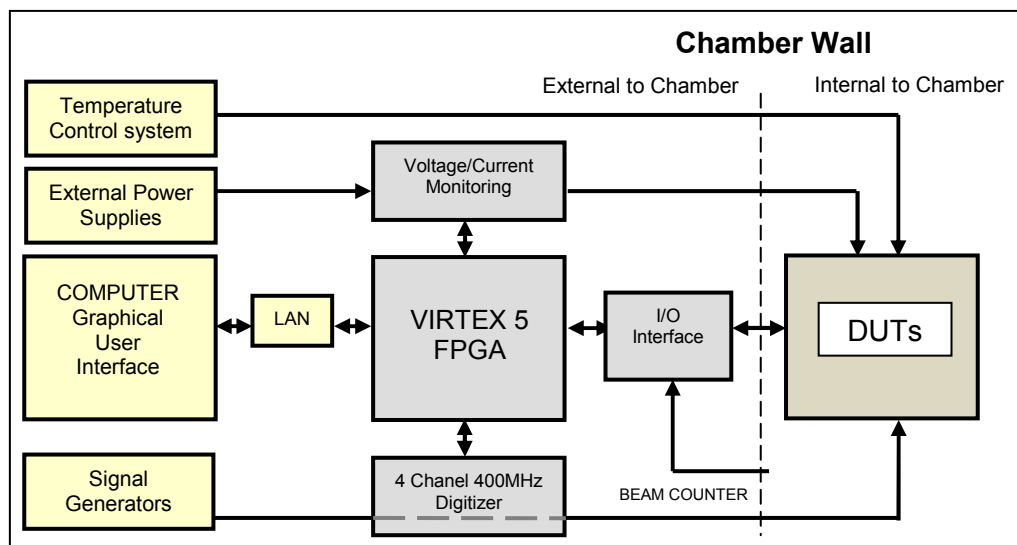 Chamber Wall
External to Chamber
Internal to Chamber
Temperature
Control system
Voltage/Current
Monitoring
External Power
Supplies
COMPUTER
Graphical
User
Interface
LAN
VIRTEX 5
FPGA
I/O
Interface
DUTs
Signal
Generators
4 Chanel 400MHz
Digitizer
BEAM COUNTER